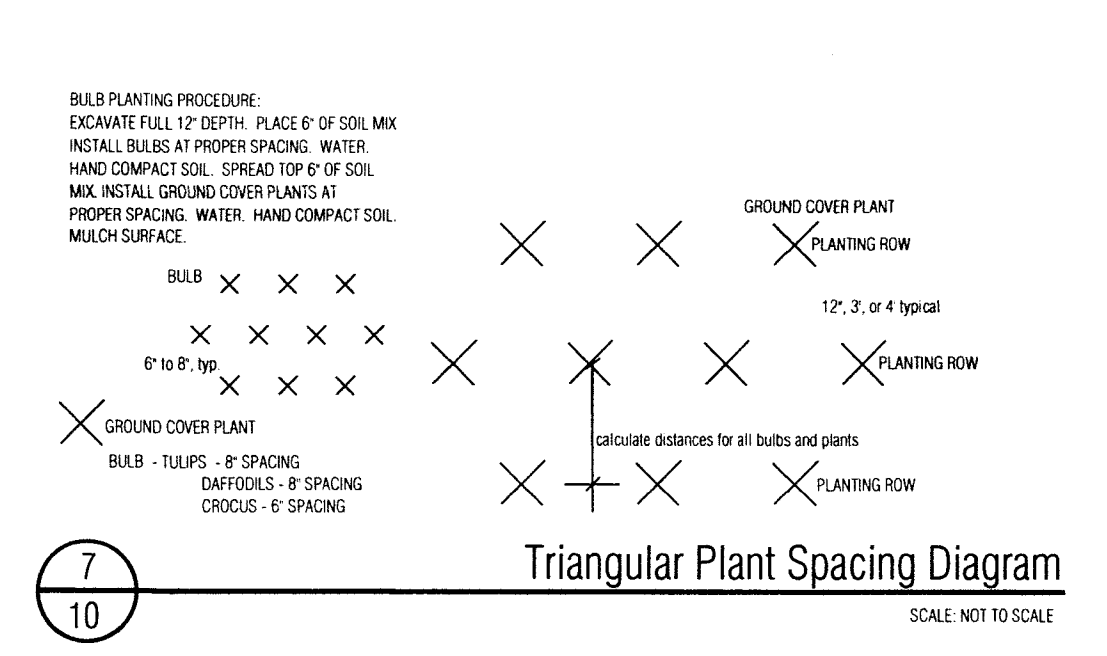 BULB PLANTING PROCEDURE:
EXCAVATE FULL 12" DEPTH. PLACE 6" OF SOIL MIX
INSTALL BULBS AT PROPER SPACING. WATER.
HAND COMPACT SOIL. SPREAD TOP 6" OF SOIL
MIX. INSTALL GROUND COVER PLANTS AT
PROPER SPACING. WATER. HAND COMPACT SOIL.
MULCH SURFACE.
GROUND COVER PLANT
PLANTING ROW
BULB
12", 3', or 4' typical
6" to 8", typ.
PLANTING ROW
GROUND COVER PLANT
calculate distances for all bulbs and plants
BULB - TULIPS - 8" SPACING
DAFFODILS - 8" SPACING
CROCUS - 6" SPACING
PLANTING ROW
7
10
Triangular Plant Spacing Diagram
SCALE: NOT TO SCALE